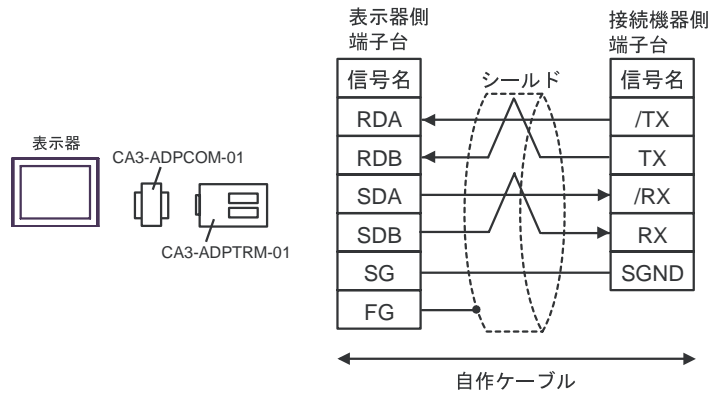 表示器
CA3-ADPCOM-01
CA3-ADPTRM-01
表示器側
端子台
接続機器側
端子台
信号名
シールド
信号名
RDA
/TX
RDB
TX
SDA
/RX
SDB
RX
SG
SGND
FG
自作ケーブル